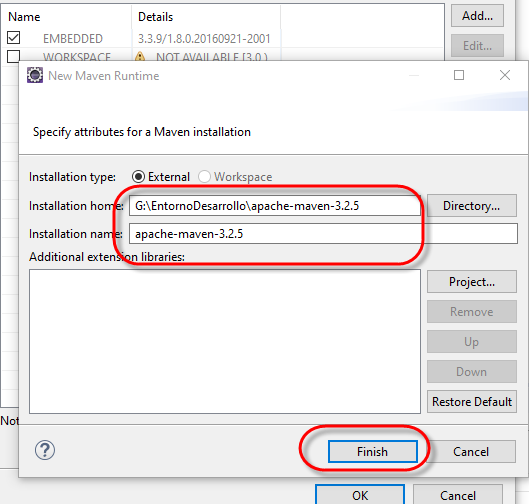 Name Details Add...
EMBEDDED 3.3.9/1.8.0.20160921-2001
Edit...
WORKSPACE NOT AVAILABLE [3.0,)
New Maven Runtime
Specify attributes for a Maven installation
Installation type: External Workspace
Installation home: G:\EntornoDesarrollo\apache-maven-3.2.5 Directory...
Installation name: apache-maven-3.2.5
Additional extension libraries:
Project...
Remove
Up
Down
Restore Default
Not
? Finish Cancel
OK Cancel